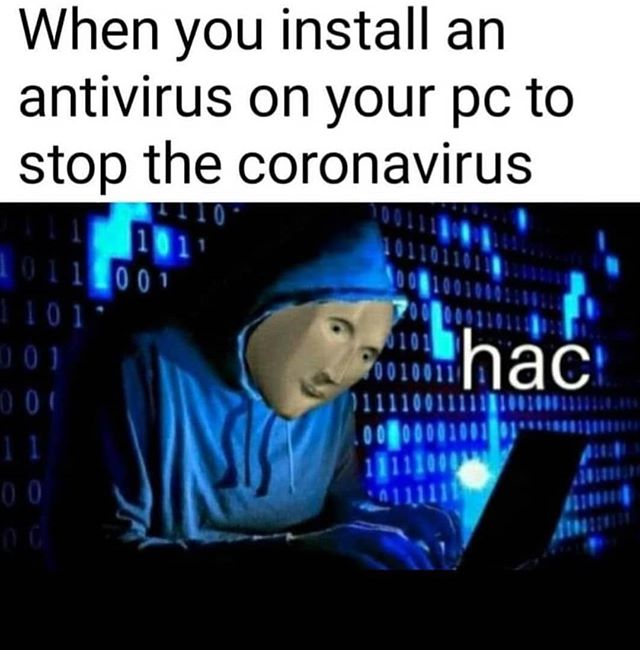 When you install an
antivirus on your pc to
stop the coronavirus
hac